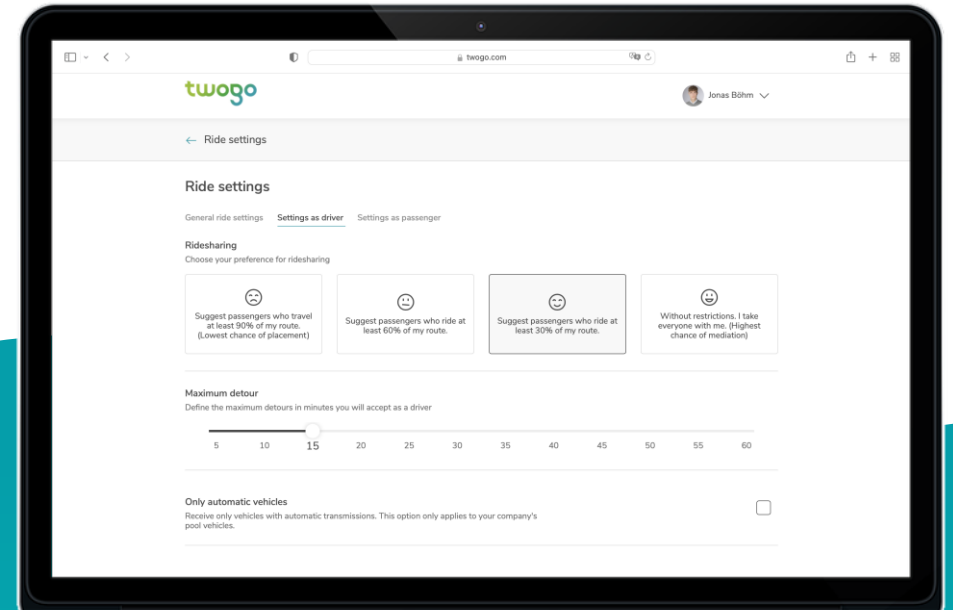 twogo.com
twogo
Jonas Böhm
← Ride settings
Ride settings
General ride settings Settings as driver Settings as passenger
Ridesharing
Choose your preference for ridesharing
Suggest passengers who travel
at least 90% of my route.
(Lowest chance of placement)
Suggest passengers who ride at
least 60% of my route.
Suggest passengers who ride at
least 30% of my route.
Without restrictions. I take
everyone with me. (Highest
chance of mediation)
Maximum detour
Define the maximum detours in minutes you will accept as a driver
5 10 15 20 25 30 35 40 45 50 55 60
Only automatic vehicles
Receive only vehicles with automatic transmissions. This option only applies to your company's
pool vehicles.